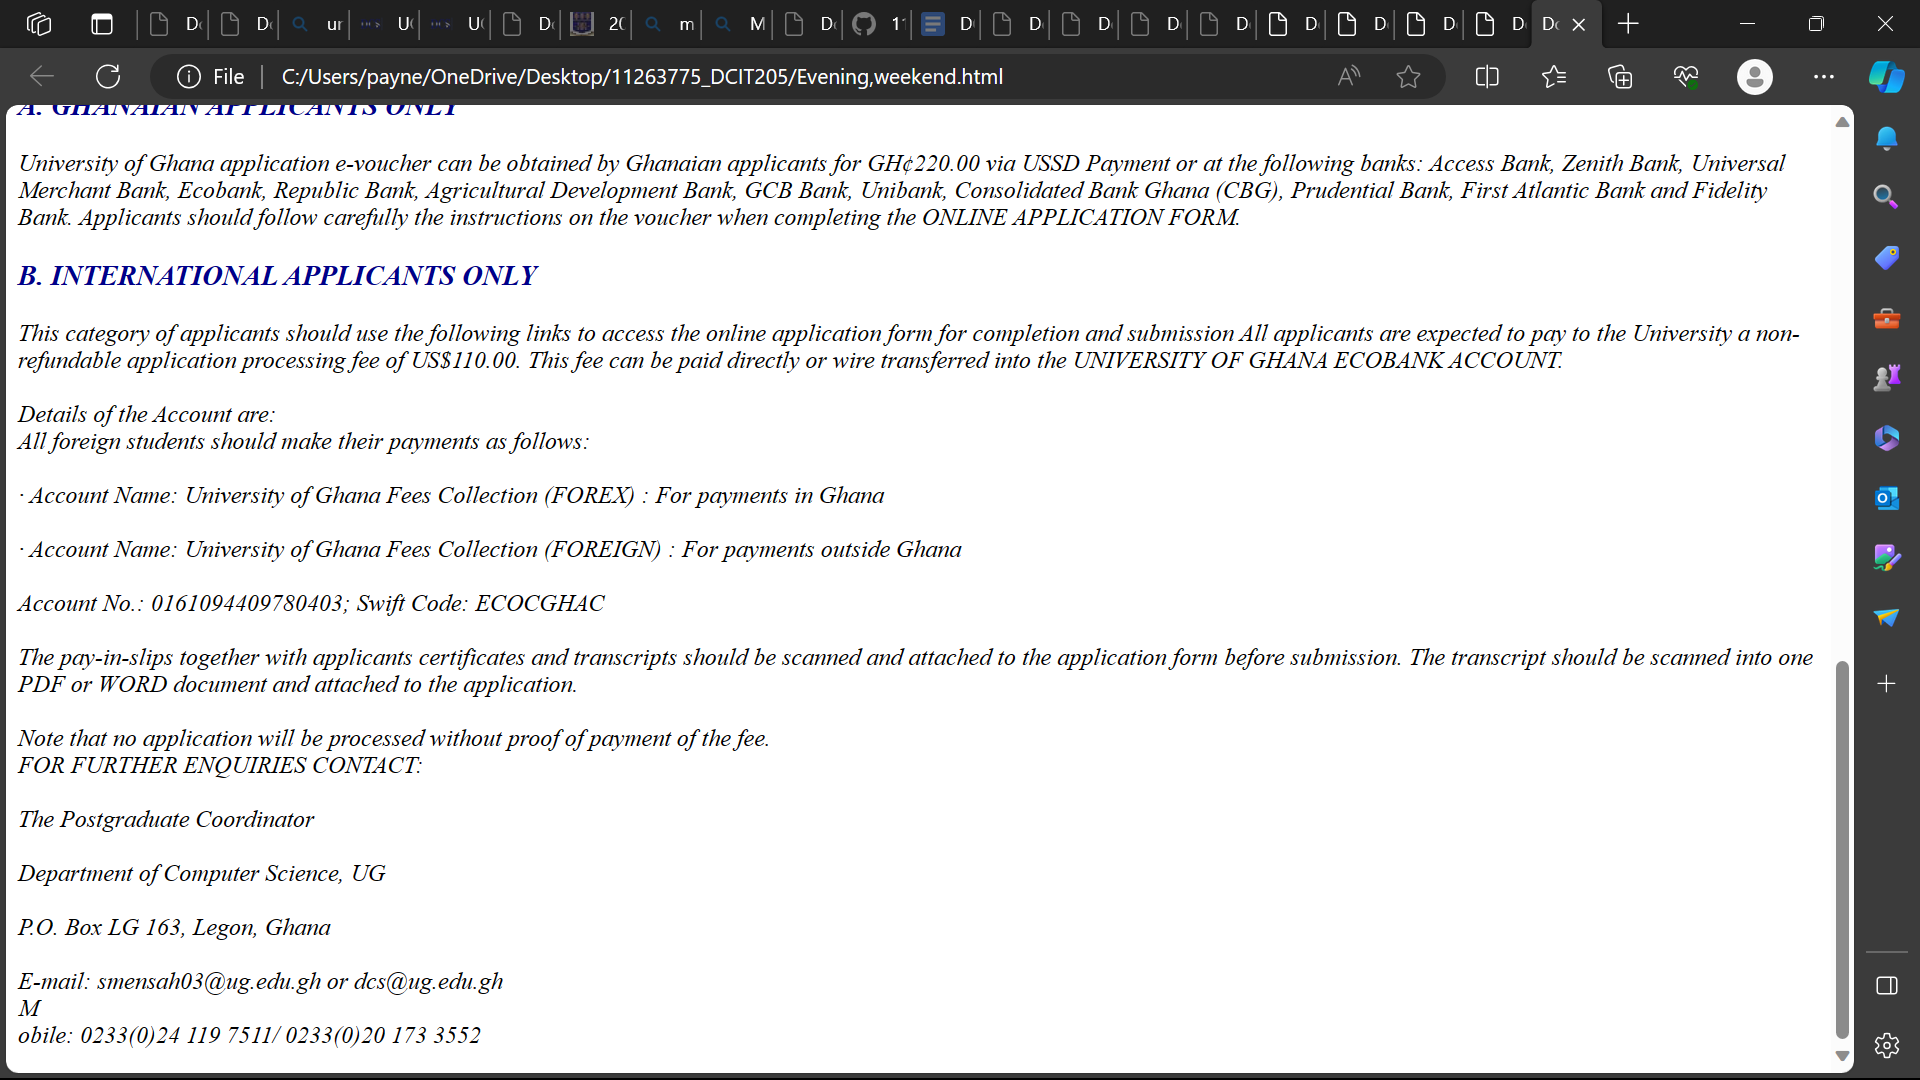 D
D
ur
U
U
D
20
m
M
D
1
D
D
D
D
D
D
D
D
D
Do
File
C:/Users/payne/OneDrive/Desktop/11263775_DCIT205/Evening,weekend.html
A. GHANAIAN APPLICANTS ONLY
University of Ghana application e-voucher can be obtained by Ghanaian applicants for GH¢220.00 via USSD Payment or at the following banks: Access Bank, Zenith Bank, Universal
Merchant Bank, Ecobank, Republic Bank, Agricultural Development Bank, GCB Bank, Unibank, Consolidated Bank Ghana (CBG), Prudential Bank, First Atlantic Bank and Fidelity
Bank. Applicants should follow carefully the instructions on the voucher when completing the ONLINE APPLICATION FORM.
B. INTERNATIONAL APPLICANTS ONLY
This category of applicants should use the following links to access the online application form for completion and submission All applicants are expected to pay to the University a non-
refundable application processing fee of US$110.00. This fee can be paid directly or wire transferred into the UNIVERSITY OF GHANA ECOBANK ACCOUNT.
Details of the Account are:
All foreign students should make their payments as follows:
· Account Name: University of Ghana Fees Collection (FOREX) : For payments in Ghana
· Account Name: University of Ghana Fees Collection (FOREIGN) : For payments outside Ghana
Account No.: 0161094409780403; Swift Code: ECOCGHAC
The pay-in-slips together with applicants certificates and transcripts should be scanned and attached to the application form before submission. The transcript should be scanned into one
PDF or WORD document and attached to the application.
Note that no application will be processed without proof of payment of the fee.
FOR FURTHER ENQUIRIES CONTACT:
The Postgraduate Coordinator
Department of Computer Science, UG
P.O. Box LG 163, Legon, Ghana
E-mail: smensah03@ug.edu.gh or dcs@ug.edu.gh
M
obile: 0233(0)24 119 7511/ 0233(0)20 173 3552